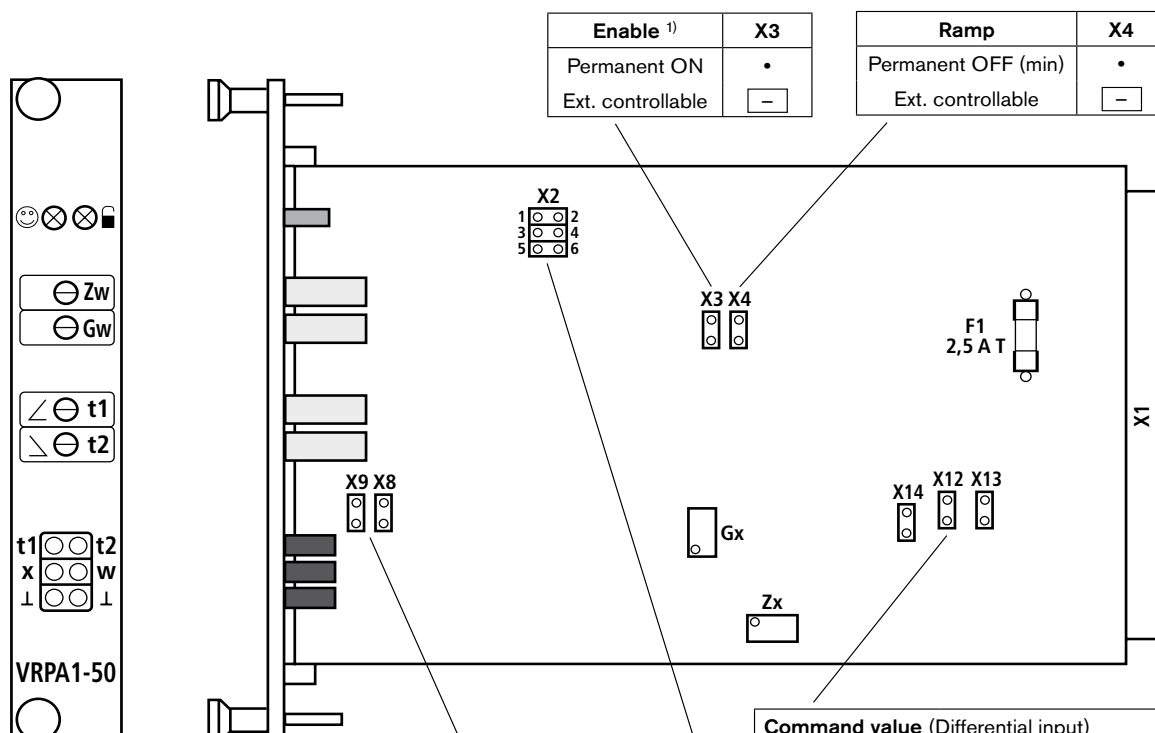 Enable 1) X3
Permanent ON •
Ext. controllable –
Ramp X4
Permanent OFF (min) •
Ext. controllable –
X2
1 2
3 4
5 6
Zw
Gw
X3 X4
F1
2,5 A T
t1
t2
X1
X9 X8
X14 X12 X13
Gx
t1 t2
x w
⊥ ⊥
Zx
VRPA1-50
Command value (Differential input)